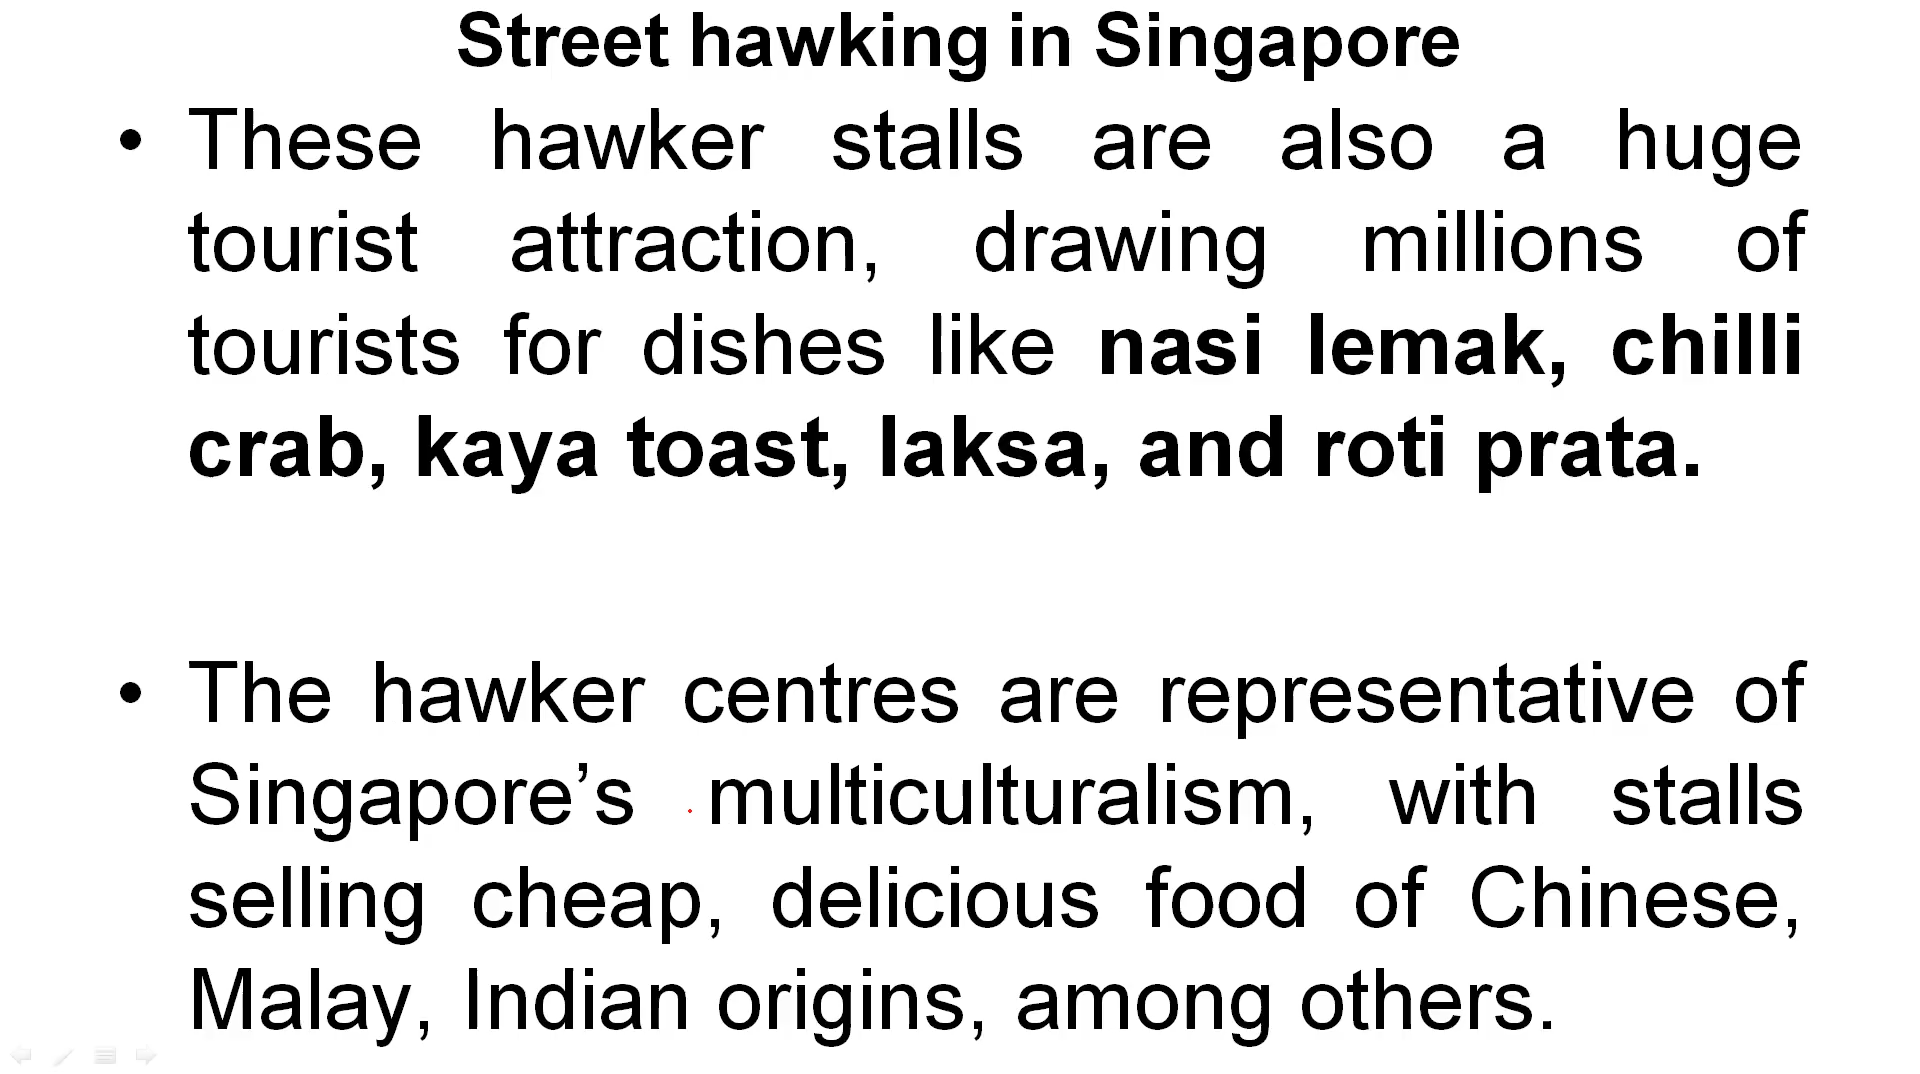 Street hawking in Singapore
• These hawker stalls are also a huge
tourist attraction, drawing millions of
tourists for dishes like nasi lemak, chilli
crab, kaya toast, laksa, and roti prata.
• The hawker centres are representative of
Singapore’s multiculturalism, with stalls
selling cheap, delicious food of Chinese,
Malay, Indian origins, among others.